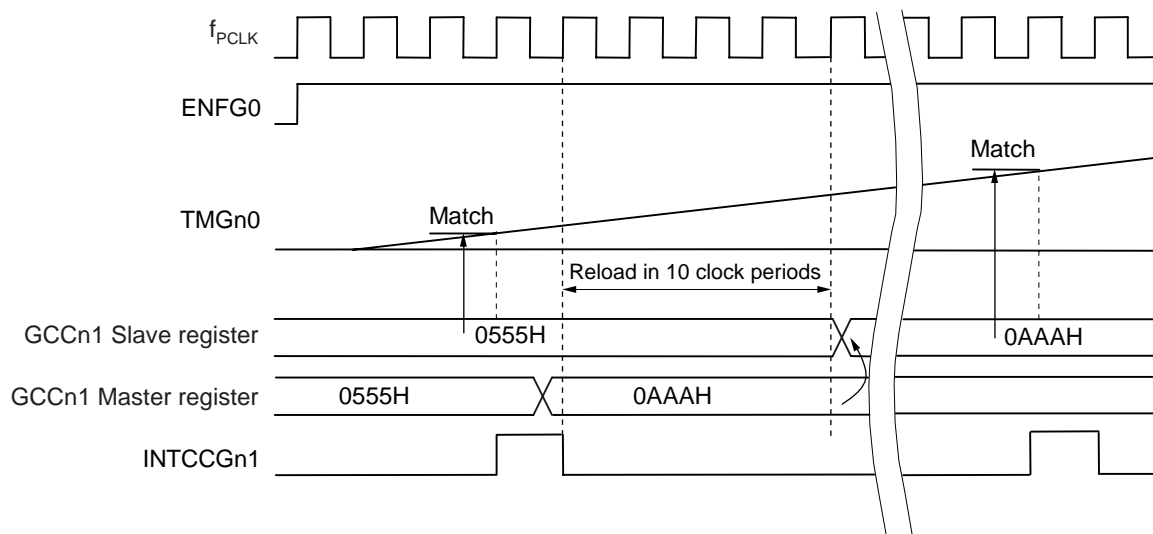 fPCLK
ENFG0
Match
TMGn0
Match
Reload in 10 clock periods
GCCn1 Slave register
0555H
0AAAH
GCCn1 Master register
0555H
0AAAH
INTCCGn1